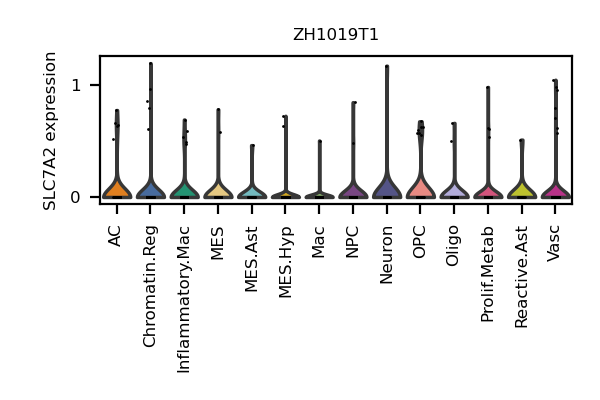 ZH1019T1
SLC7A2 expression
1
0
AC
Chromatin.Reg
Inflammatory.Mac
MES
MES.Ast
MES.Hyp
Mac
NPC
Neuron
OPC
Oligo
Prolif.Metab
Reactive.Ast
Vasc